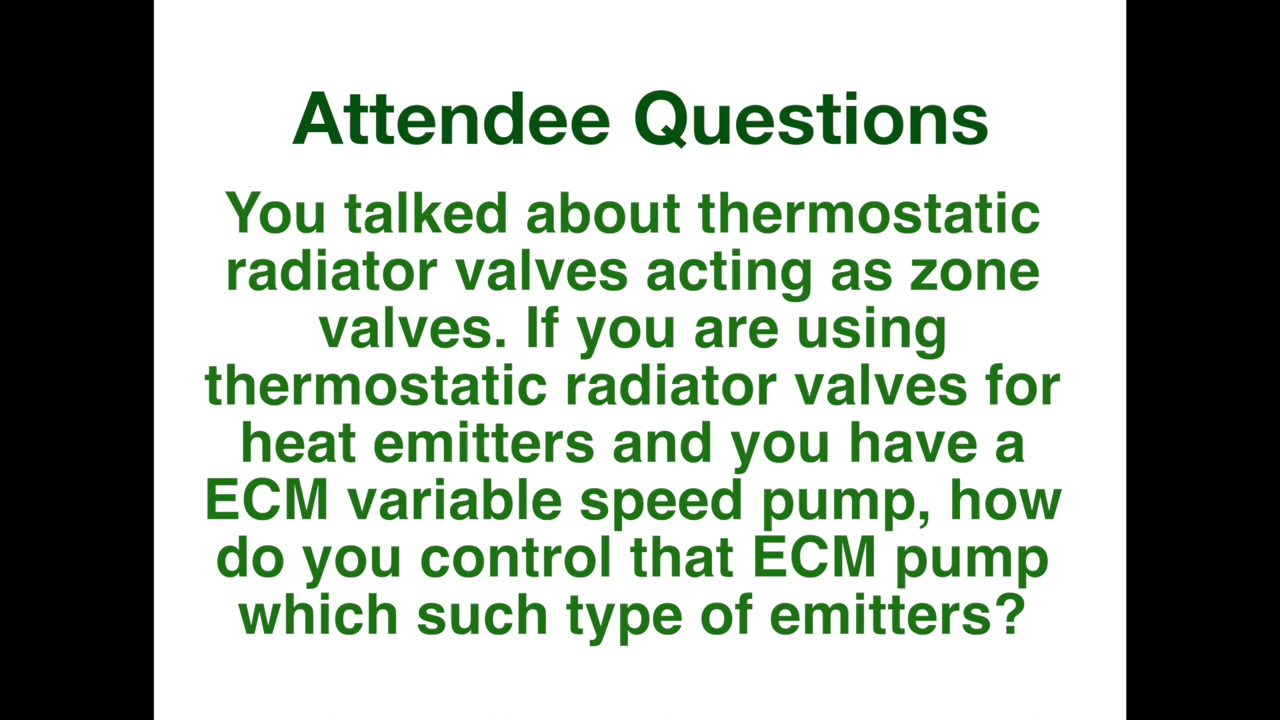 Attendee Questions
You talked about thermostatic
radiator valves acting as zone
valves. If you are using
thermostatic radiator valves for
heat emitters and you have a
ECM variable speed pump, how
do you control that ECM pump
which such type of emitters?